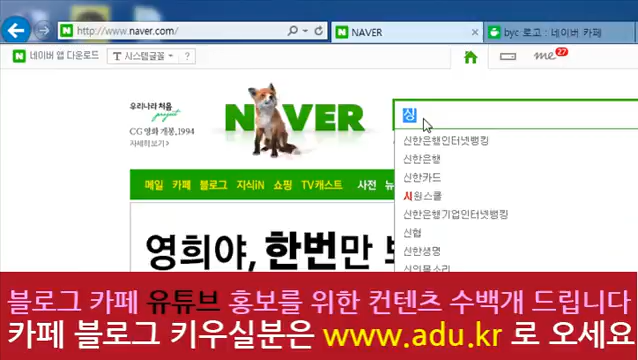 http://www.naver.com/
NAVER
byc 로고 : 네이버 카페
네이버 앱 다운로드
T 시스템글꼴
?
me
27
우리나라 처음
project
CG 영화 개봉,1994
자세히보기>
NAVER
싱
신한은행인터넷뱅킹
신한은행
신한카드
시원스쿨
신한은행기업인터넷뱅킹
신협
신한생명
신의목소리
메일 카페 블로그 지식iN 쇼핑 TV캐스트 사전
영희야, 한번만
블로그 카페 유튜브 홍보를 위한 컨텐츠 수백개 드립니다
카페 블로그 키우실분은 www.adu.kr 로 오세요